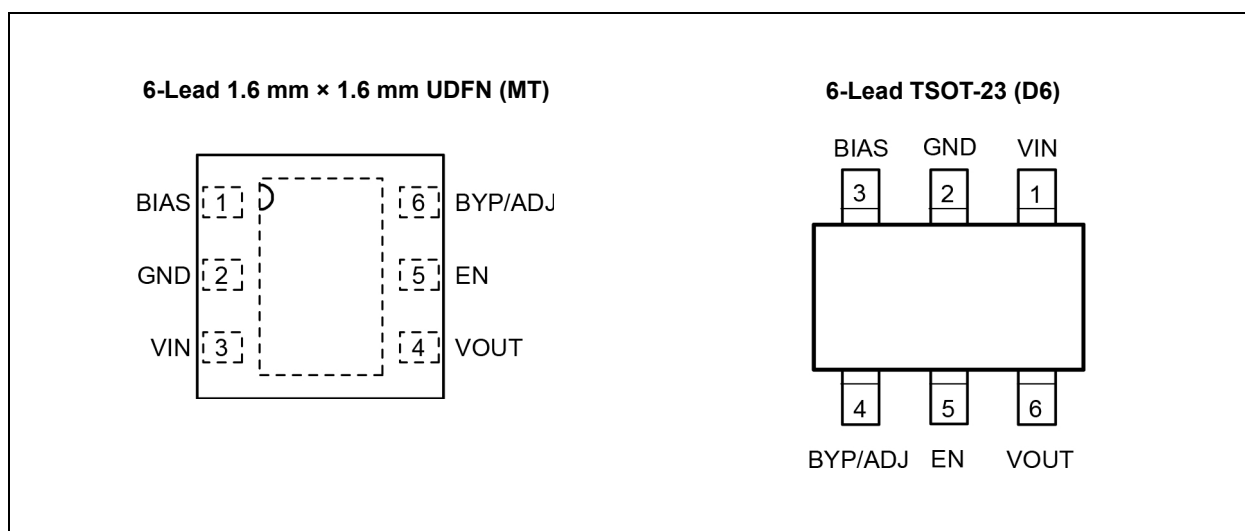 6-Lead 1.6 mm × 1.6 mm UDFN (MT)
BIAS 1 6 BYP/ADJ
GND 2 5 EN
VIN 3 4 VOUT
6-Lead TSOT-23 (D6)
BIAS GND VIN
3 2 1
4 5 6
BYP/ADJ EN VOUT